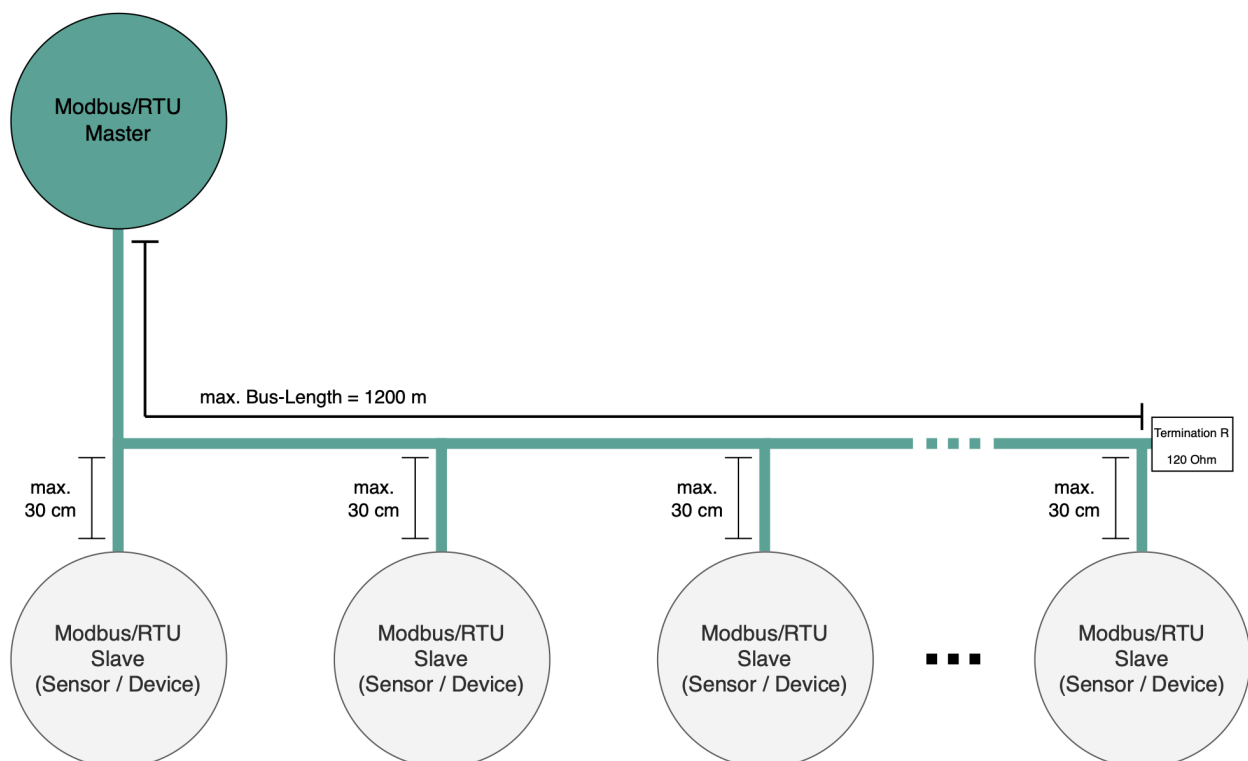 Modbus/RTU
Master
max. Bus-Length = 1200 m
Termination R
120 Ohm
max.
30 cm
max.
30 cm
max.
30 cm
max.
30 cm
Modbus/RTU
Slave
(Sensor / Device)
Modbus/RTU
Slave
(Sensor / Device)
Modbus/RTU
Slave
(Sensor / Device)
Modbus/RTU
Slave
(Sensor / Device)